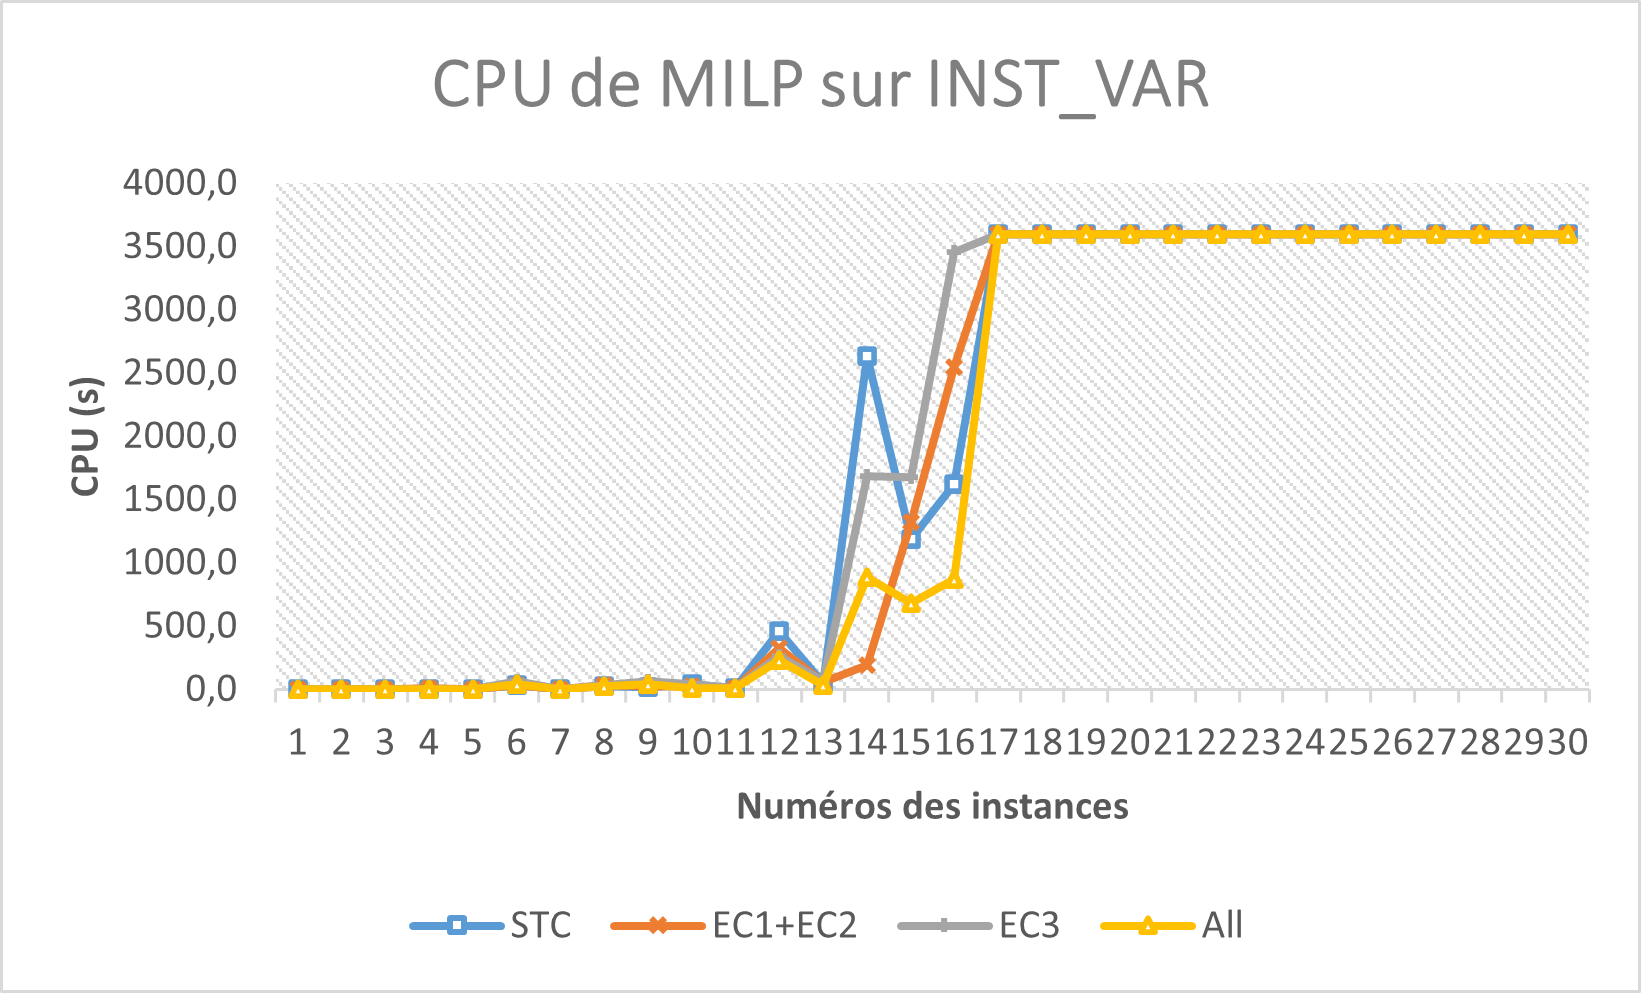 CPU de MILP sur INST_VAR
4000,0
3500,0
3000,0
2500,0
2000,0
1500,0
1000,0
500,0
0,0
CPU (s)
1 2 3 4 5 6 7 8 9 10 11 12 13 14 15 16 17 18 19 20 21 22 23 24 25 26 27 28 29 30
Numéros des instances
STC EC1+EC2 EC3 All